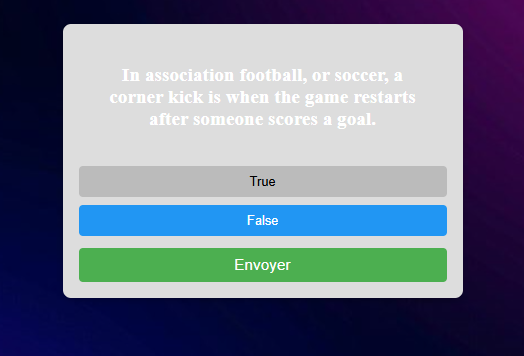 In association football, or soccer, a
corner kick is when the game restarts
after someone scores a goal.
True
False
Envoyer